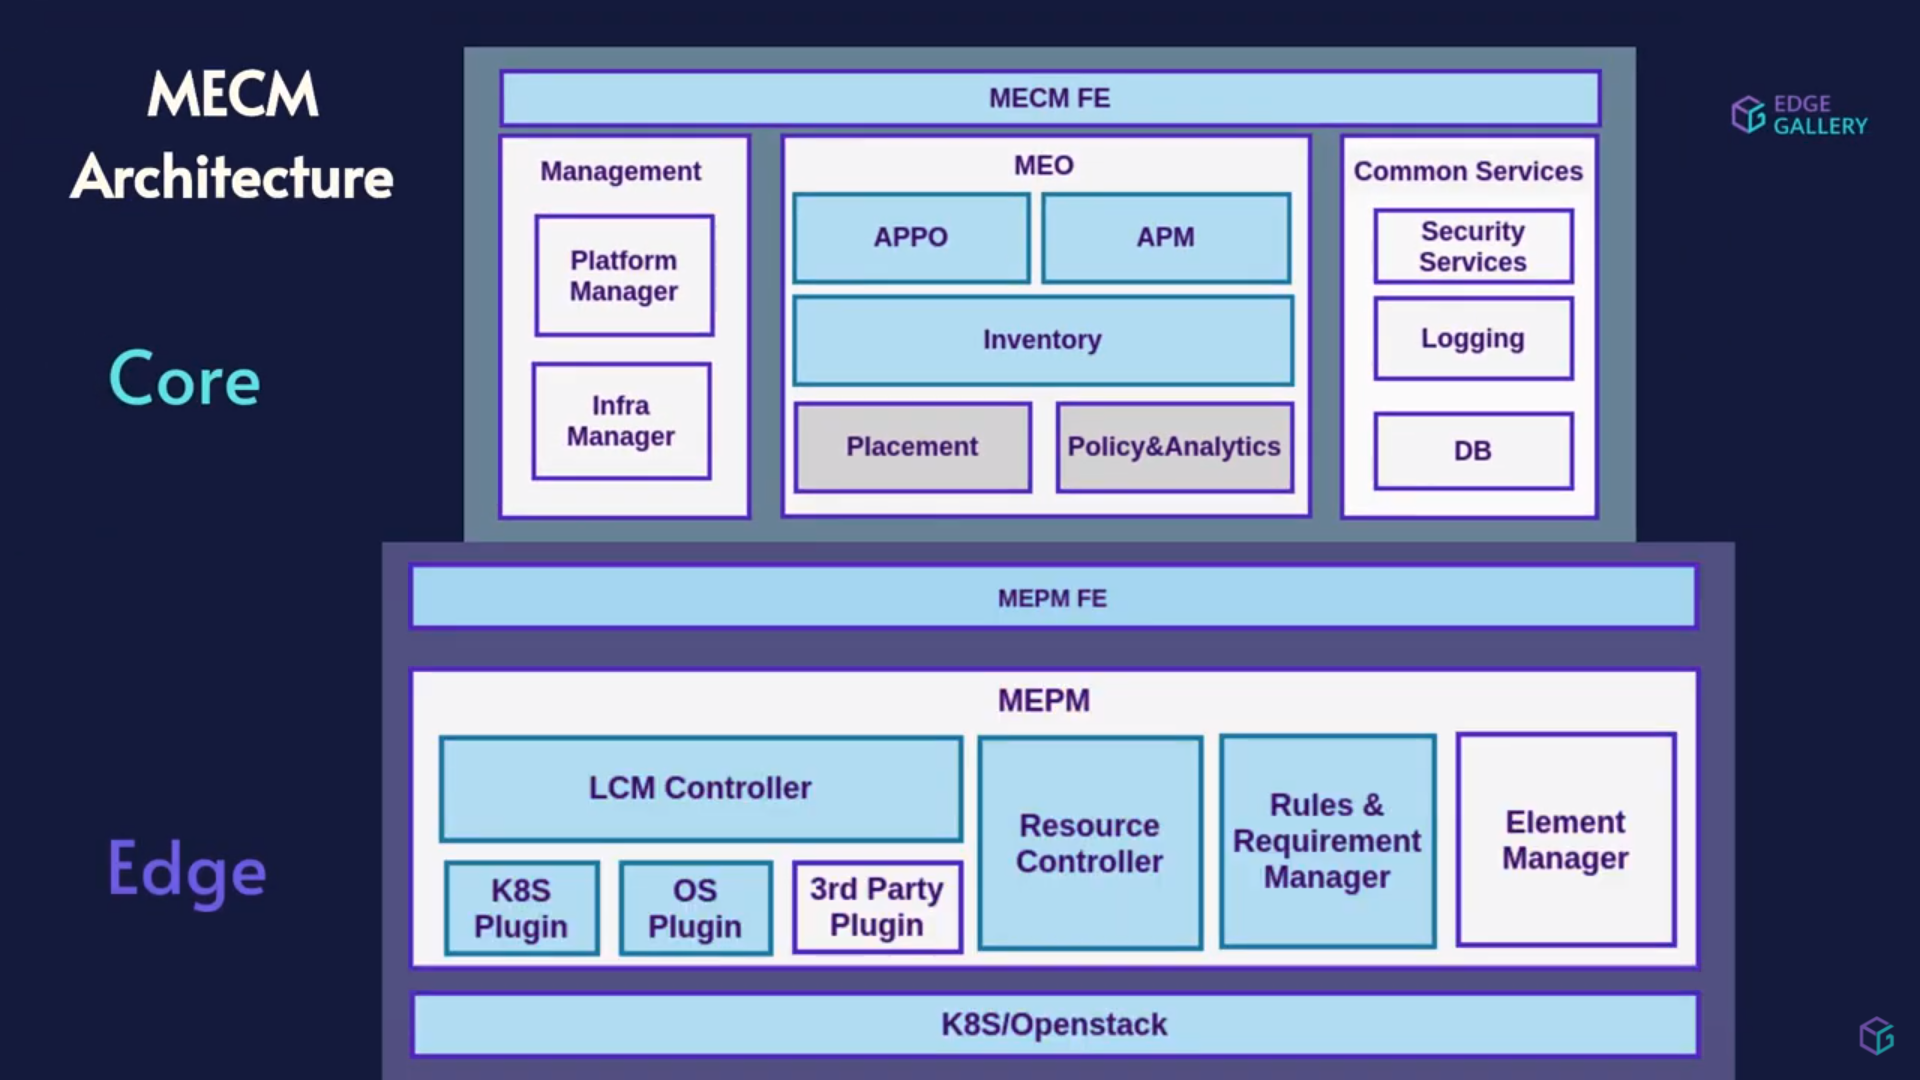 MECM
Architecture
MECM FE
EDGE
GALLERY
Management
Platform
Manager
Infra
Manager
MEO
APPO
APM
Inventory
Placement
Policy&Analytics
Common Services
Security
Services
Logging
DB
Core
MEPM FE
MEPM
LCM Controller
K8S
Plugin
OS
Plugin
3rd Party
Plugin
Resource
Controller
Rules &
Requirement
Manager
Element
Manager
Edge
K8S/Openstack